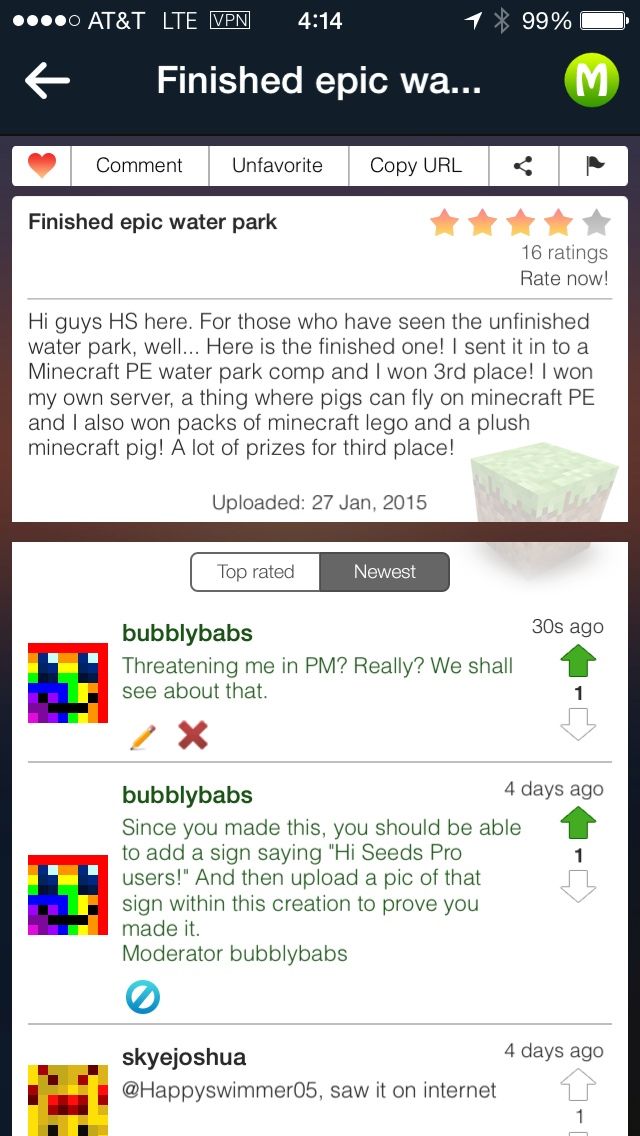 AT&T LTE VPN 4:14 99%
Finished epic wa... M
Comment Unfavorite Copy URL
Finished epic water park
16 ratings
Rate now!
Hi guys HS here. For those who have seen the unfinished
water park, well... Here is the finished one! I sent it in to a
Minecraft PE water park comp and I won 3rd place! I won
my own server, a thing where pigs can fly on minecraft PE
and I also won packs of minecraft lego and a plush
minecraft pig! A lot of prizes for third place!
Uploaded: 27 Jan, 2015
Top rated Newest
bubblybabs 30s ago
Threatening me in PM? Really? We shall
see about that.
1
bubblybabs 4 days ago
Since you made this, you should be able
to add a sign saying "Hi Seeds Pro
users!" And then upload a pic of that
sign within this creation to prove you
made it.
Moderator bubblybabs
1
skyejoshua 4 days ago
@Happyswimmer05, saw it on internet
1